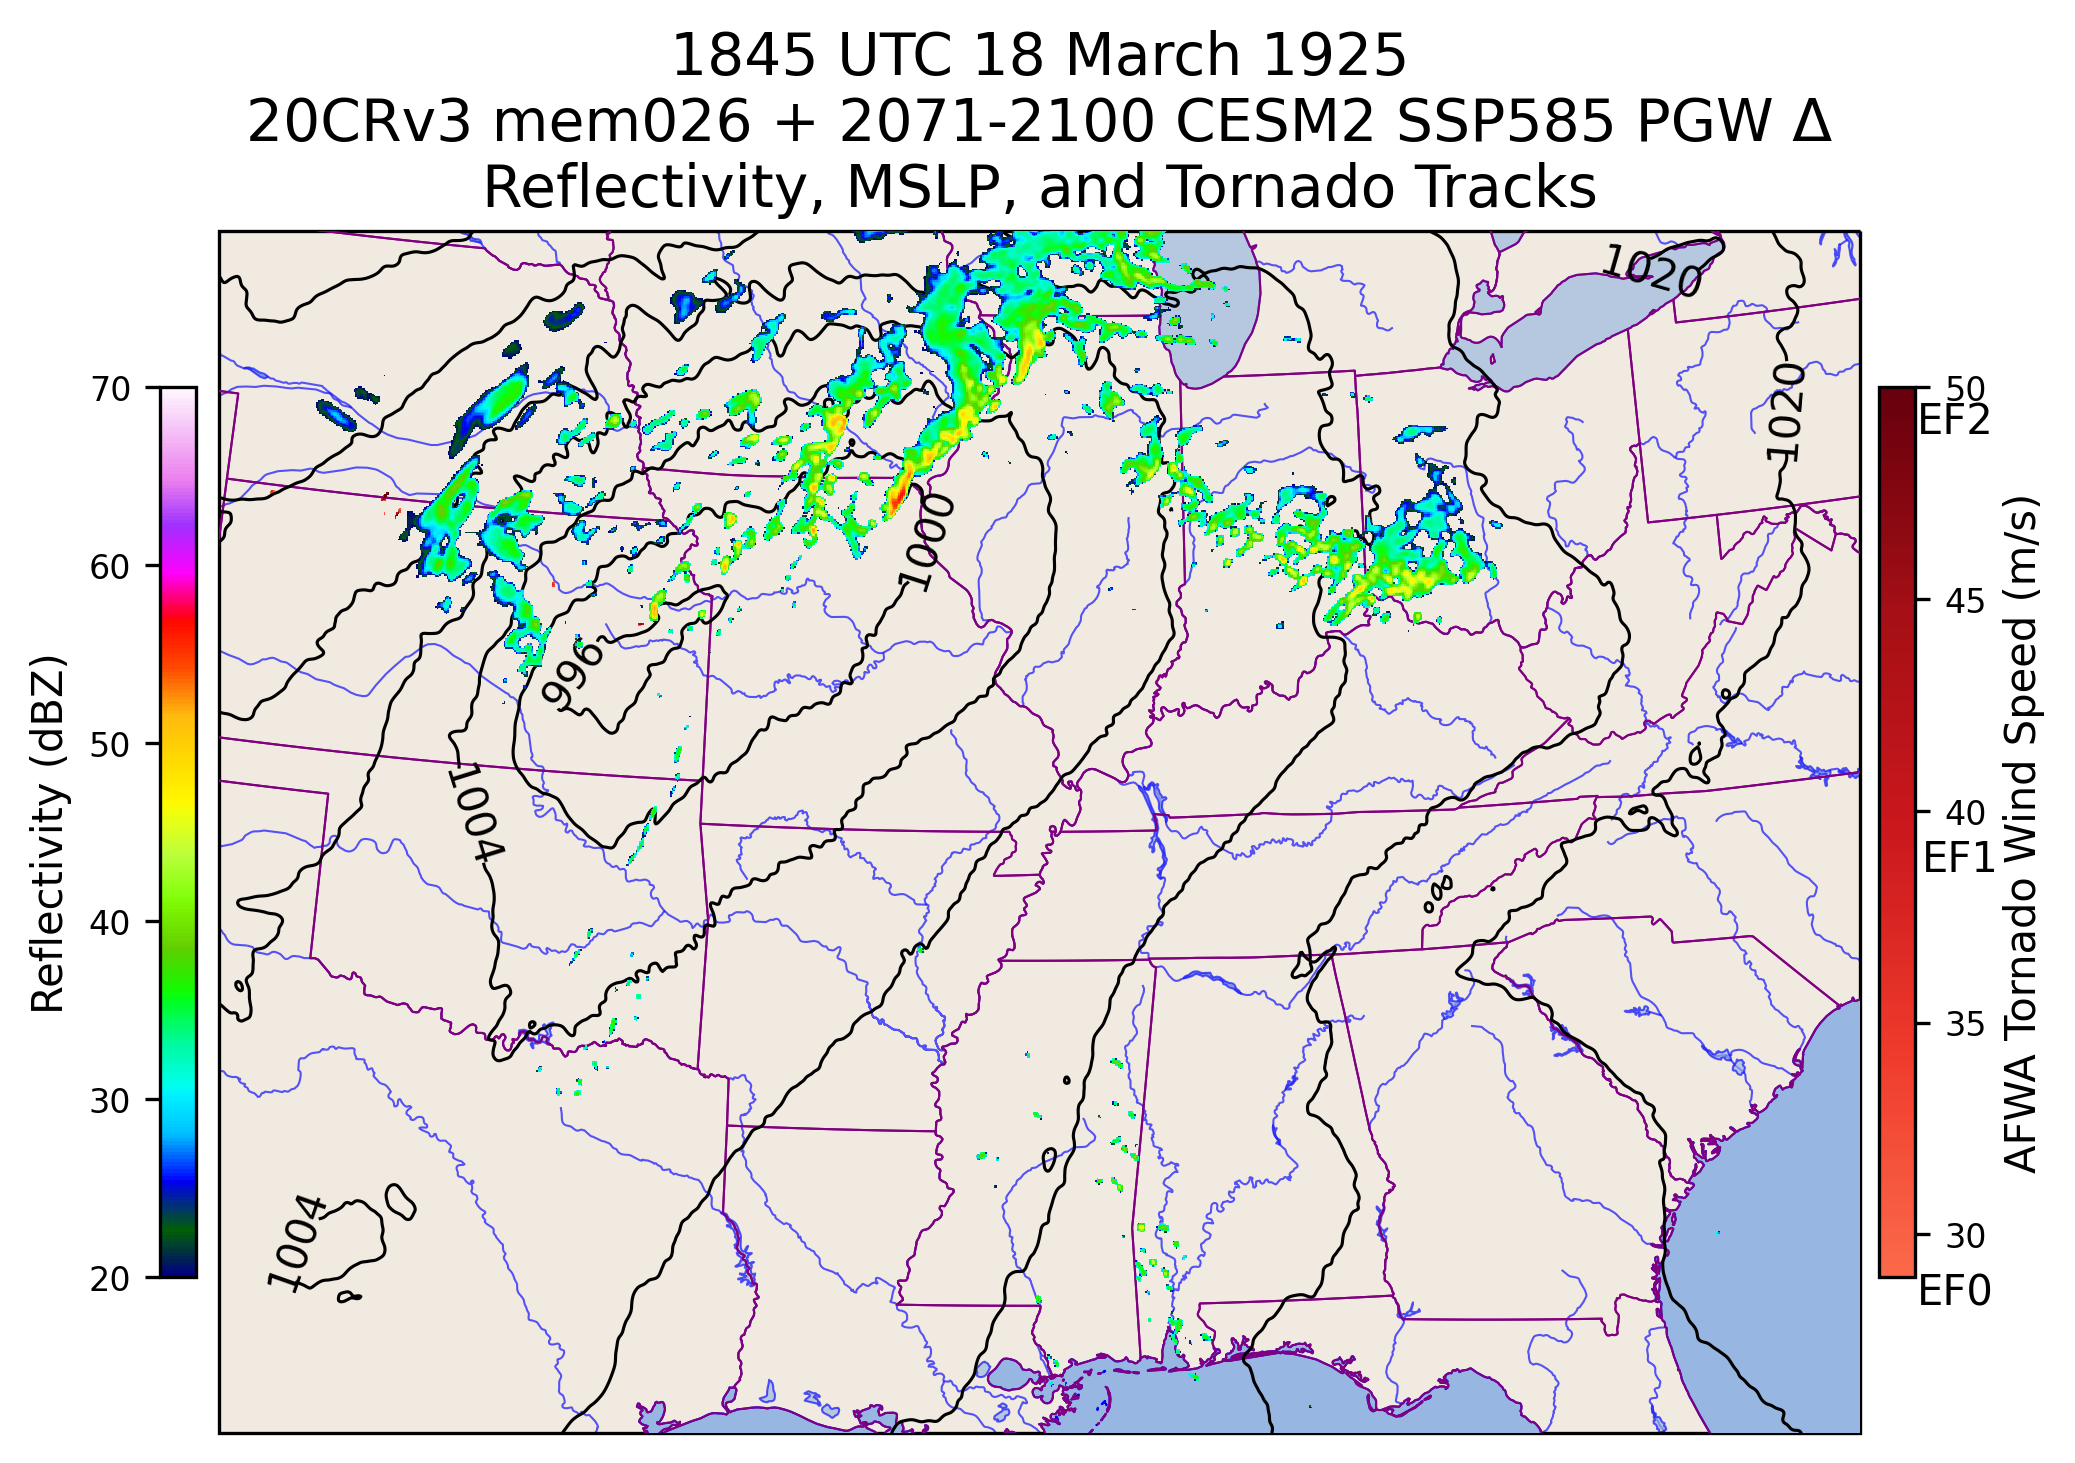 1845 UTC 18 March 1925
20CRv3 mem026 + 2071-2100 CESM2 SSP585 PGW Δ
Reflectivity, MSLP, and Tornado Tracks
70
60
50
40
30
20
Reflectivity (dBZ)
1020
1020
1000
996
1004
1004
50
EF2
45
40
EF1
35
30
EF0
AFWA Tornado Wind Speed (m/s)